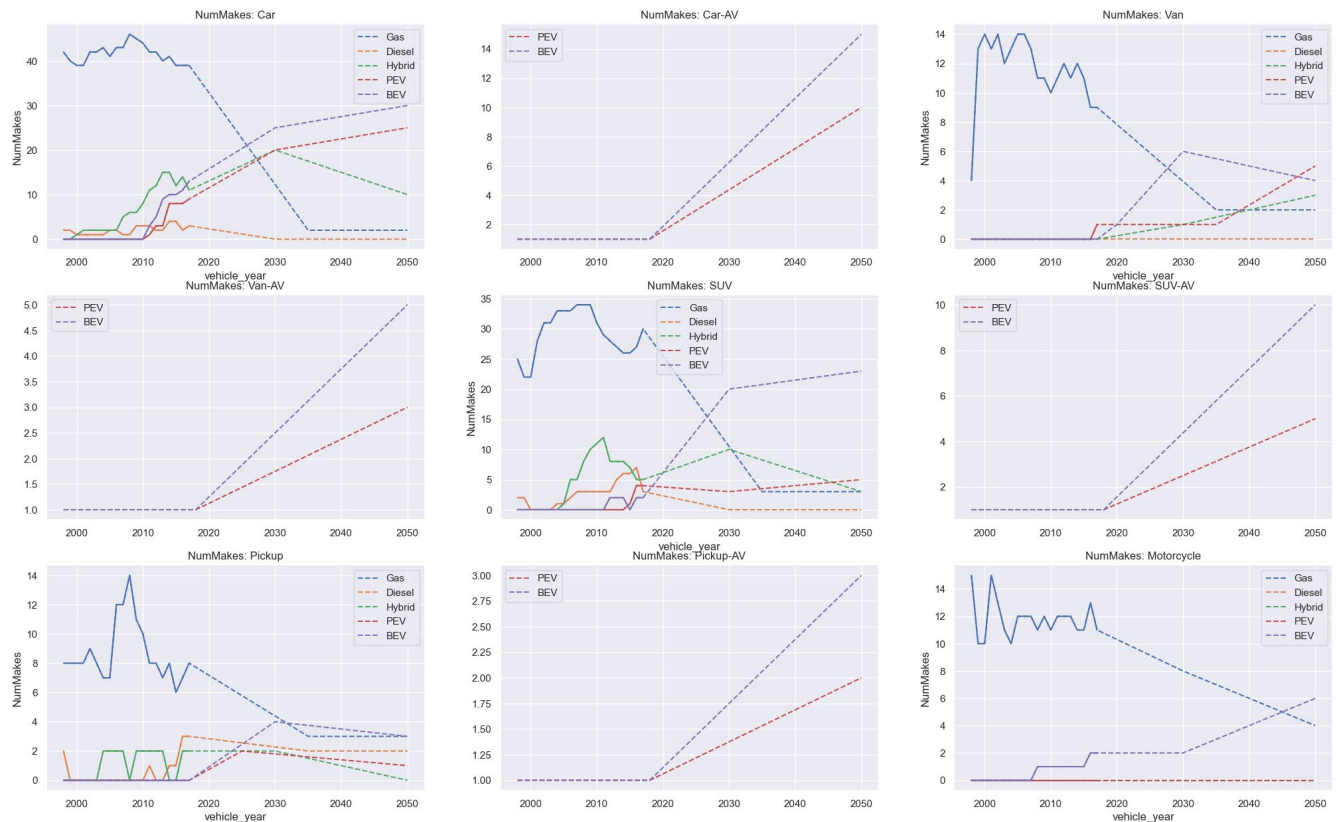 NumMakes: Car
NumMakes
40
30
20
10
0
2000 2010 2020 2030 2040 2050
vehicle_year
Gas
Diesel
Hybrid
PEV
BEV
NumMakes: Car-AV
14
12
10
8
6
4
2
2000 2010 2020 2030 2040 2050
PEV
BEV
NumMakes: Van
NumMakes
14
12
10
8
6
4
2
0
2000 2010 2020 2030 2040 2050
Gas
Diesel
Hybrid
PEV
BEV
NumMakes: Van-AV
5.0
4.5
4.0
3.5
3.0
2.5
2.0
1.5
1.0
2000 2010 2020 2030 2040 2050
PEV
BEV
NumMakes: SUV
NumMakes
35
30
25
20
15
10
5
0
2000 2010 2020 2030 2040 2050
vehicle_year
Gas
Diesel
Hybrid
PEV
BEV
NumMakes: SUV-AV
10
8
6
4
2
2000 2010 2020 2030 2040 2050
PEV
BEV
NumMakes: Pickup
NumMakes
14
12
10
8
6
4
2
0
2000 2010 2020 2030 2040 2050
vehicle_year
Gas
Diesel
Hybrid
PEV
BEV
NumMakes: Pickup-AV
3.00
2.75
2.50
2.25
2.00
1.75
1.50
1.25
1.00
2000 2010 2020 2030 2040 2050
PEV
BEV
NumMakes: Motorcycle
NumMakes
14
12
10
8
6
4
2
0
2000 2010 2020 2030 2040 2050
vehicle_year
Gas
Diesel
Hybrid
PEV
BEV